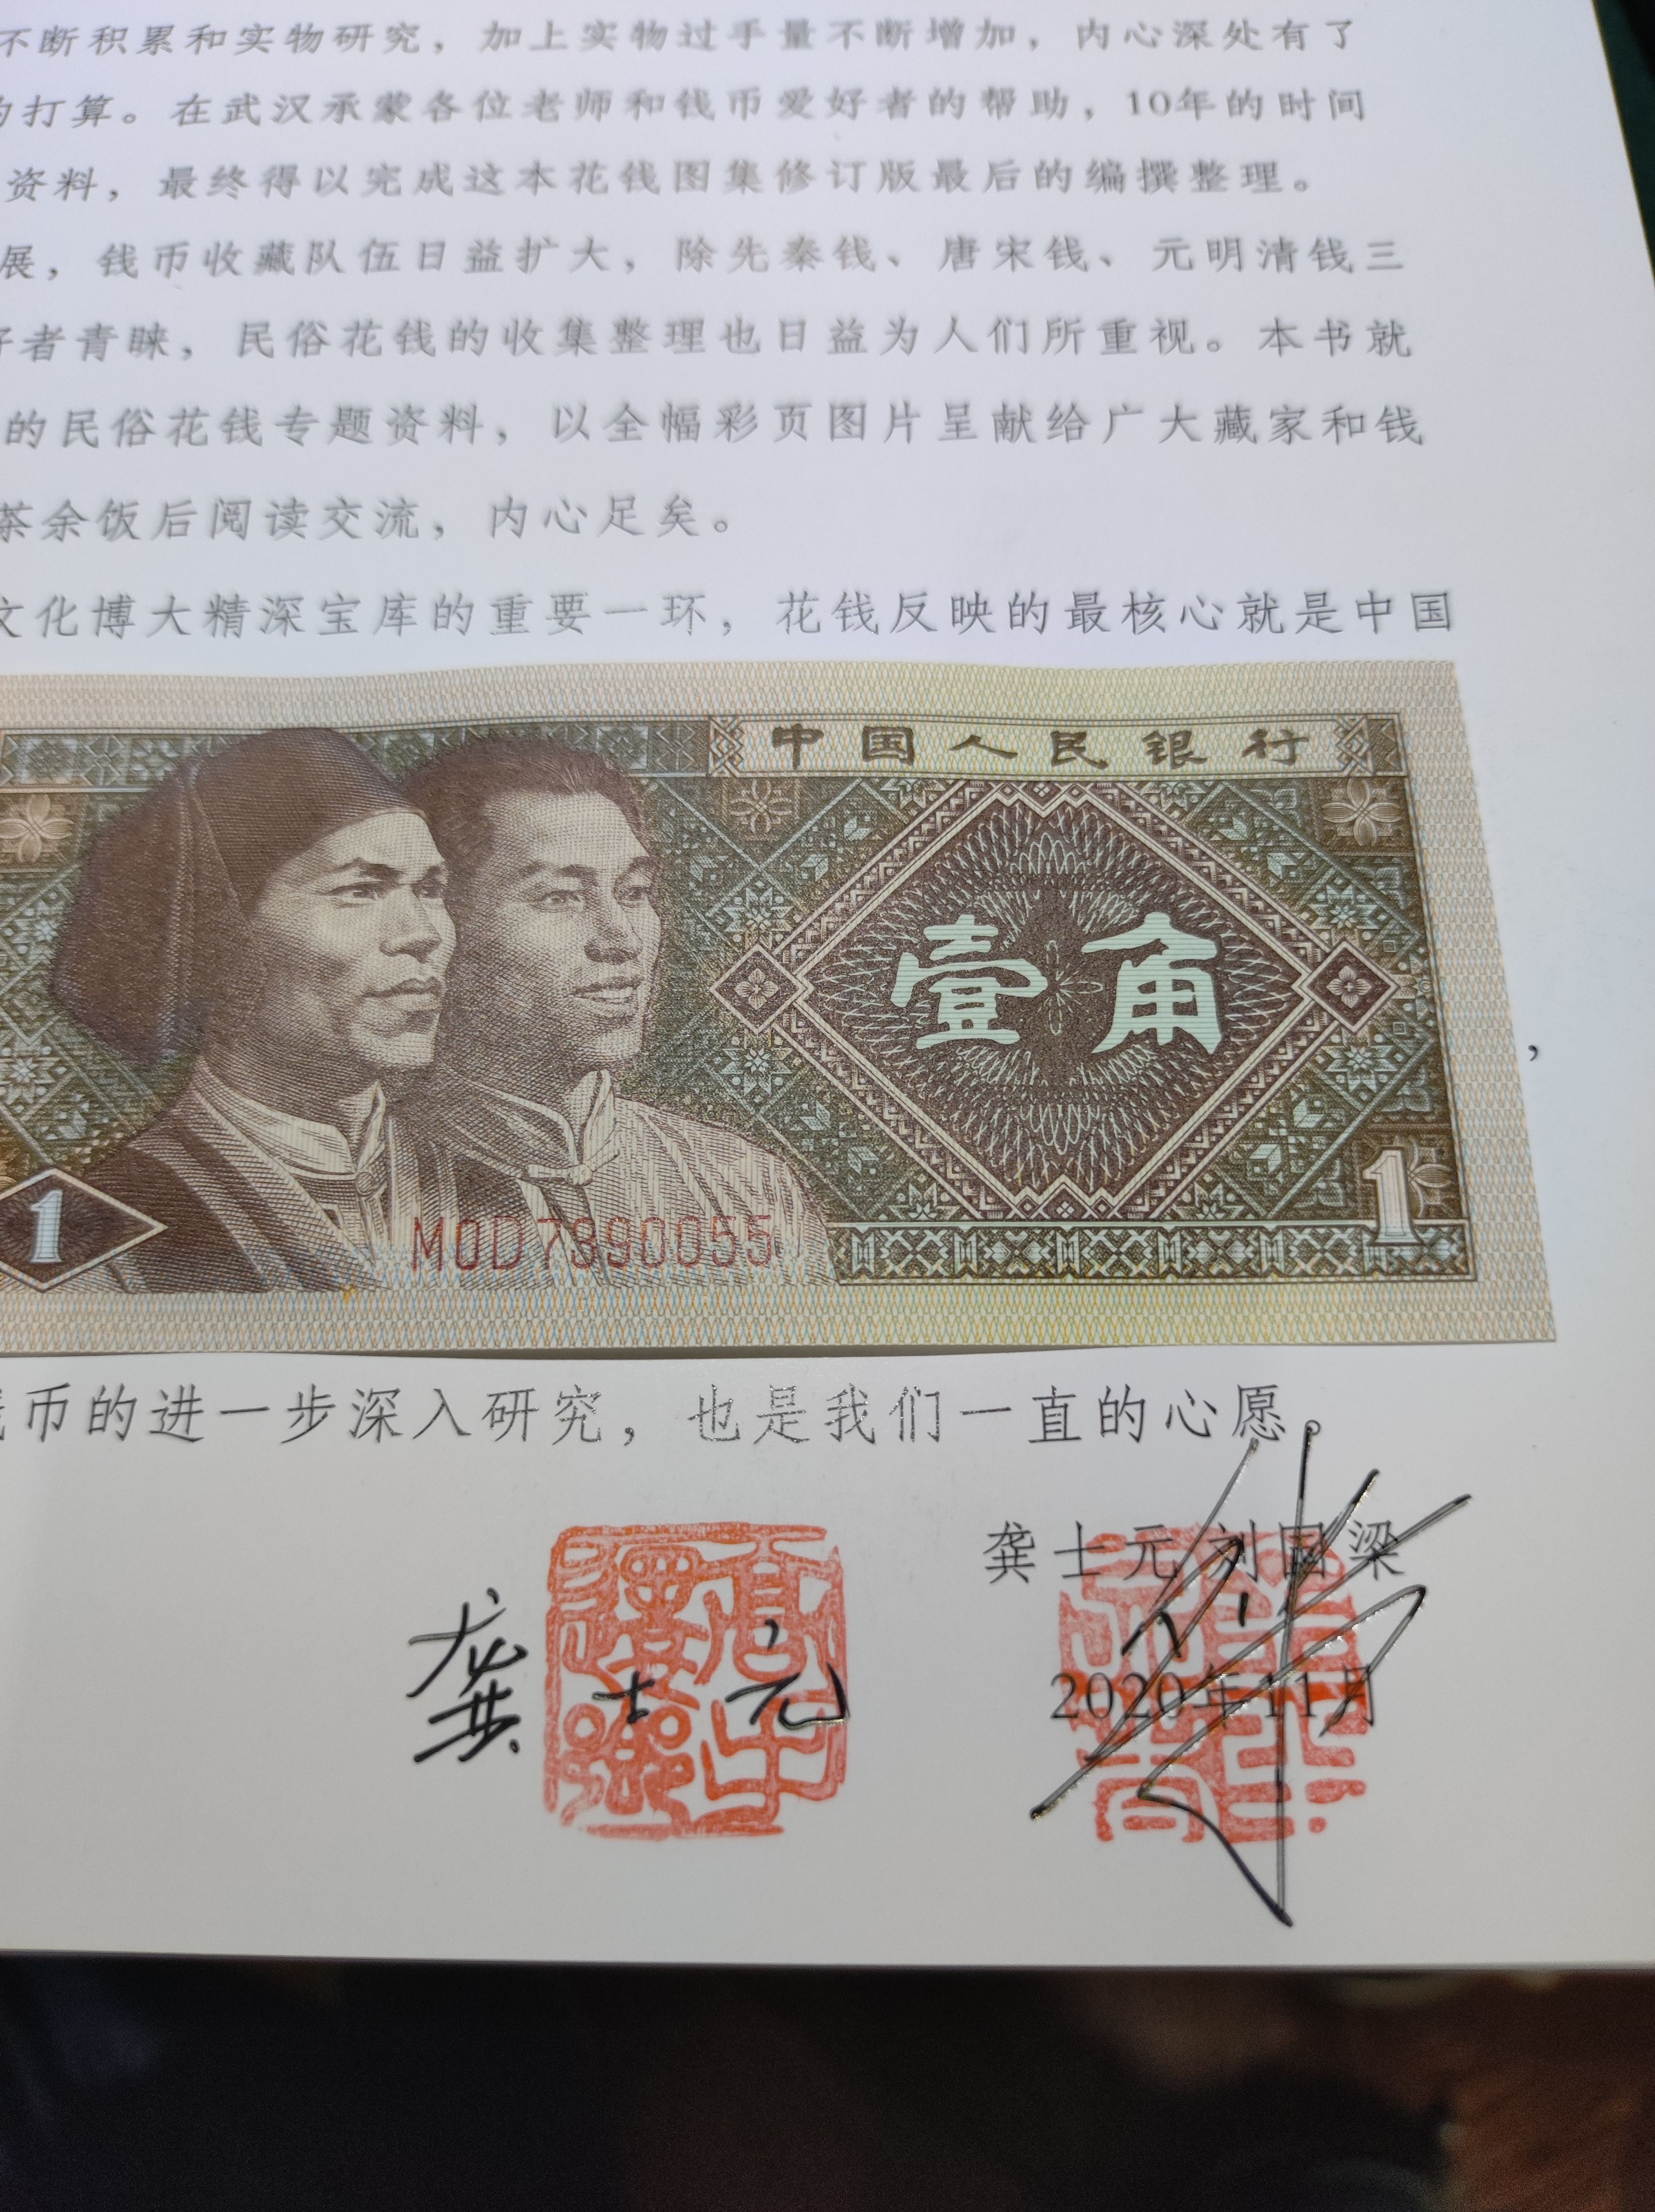 不断积累和实物研究，加上实物过手量不断增加，内心深处有了
的打算。在武汉承蒙各位老师和钱币爱好者的帮助，10年的时间
资料，最终得以完成这本花钱图集修订版最后的编撰整理。
展，钱币收藏队伍日益扩大，除先秦钱、唐宋钱、元明清钱三
好者青睐，民俗花钱的收集整理也日益为人们所重视。本书就
的民俗花钱专题资料，以全幅彩页图片呈献给广大藏家和钱
茶余饭后阅读交流，内心足矣。
文化博大精深宝库的重要一环，花钱反映的最核心就是中国
中国人民银行
壹角
，
1
1
M0D7390055
钱币的进一步深入研究，也是我们一直的心愿。
龚士元 刘国梁
龚士元
2020年11月